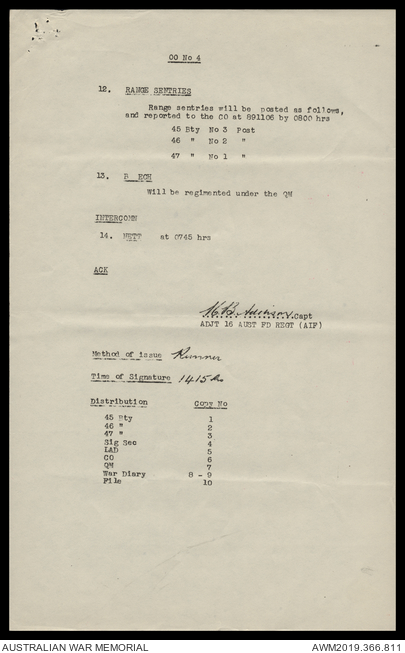 OO No 4
12. RANGE SENTRIES
Range sentries will be posted as follows,
and reported to the CO at 891106 by 0800 hrs
45 Bty No 3 Post
46 " No 2 "
47 " No 1 "
13. B ECH
Will be regimented under the QM
INTERCOMN
14. NETT at 0745 hrs
ACK
Capt
ADJT 16 AUST FD REGT (AIF)
Method of issue Runner
Time of Signature 1415
Distribution Copy No
45 Bty 1
46 " 2
47 " 3
Sig Sec 4
LAD 5
CO 6
QM 7
War Diary 8 - 9
File 10
AUSTRALIAN WAR MEMORIAL AWM2019.366.811